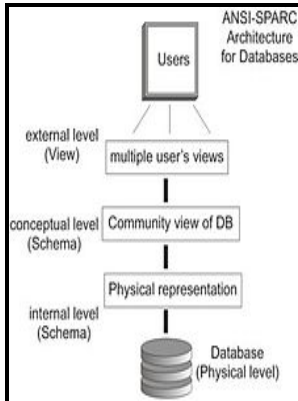 ANSI-SPARC
Architecture
for Databases
Users
external level
(View)
multiple user's views
conceptual level
(Schema)
Community view of DB
Physical representation
internal level
(Schema)
Database
(Physical level)